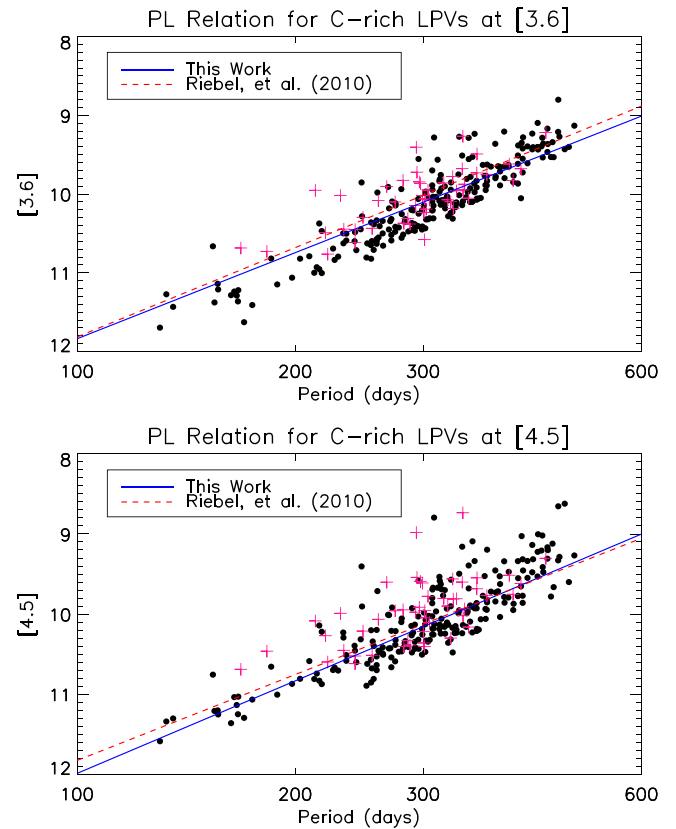 PL Relation for C-rich LPVs at [3.6]
8
This Work
Riebel, et al. (2010)
9
[3.6]
10
11
12
100
200
300
600
Period (days)
PL Relation for C-rich LPVs at [4.5]
8
This Work
Riebel, et al. (2010)
9
[4.5]
10
11
12
100
200
300
600
Period (days)